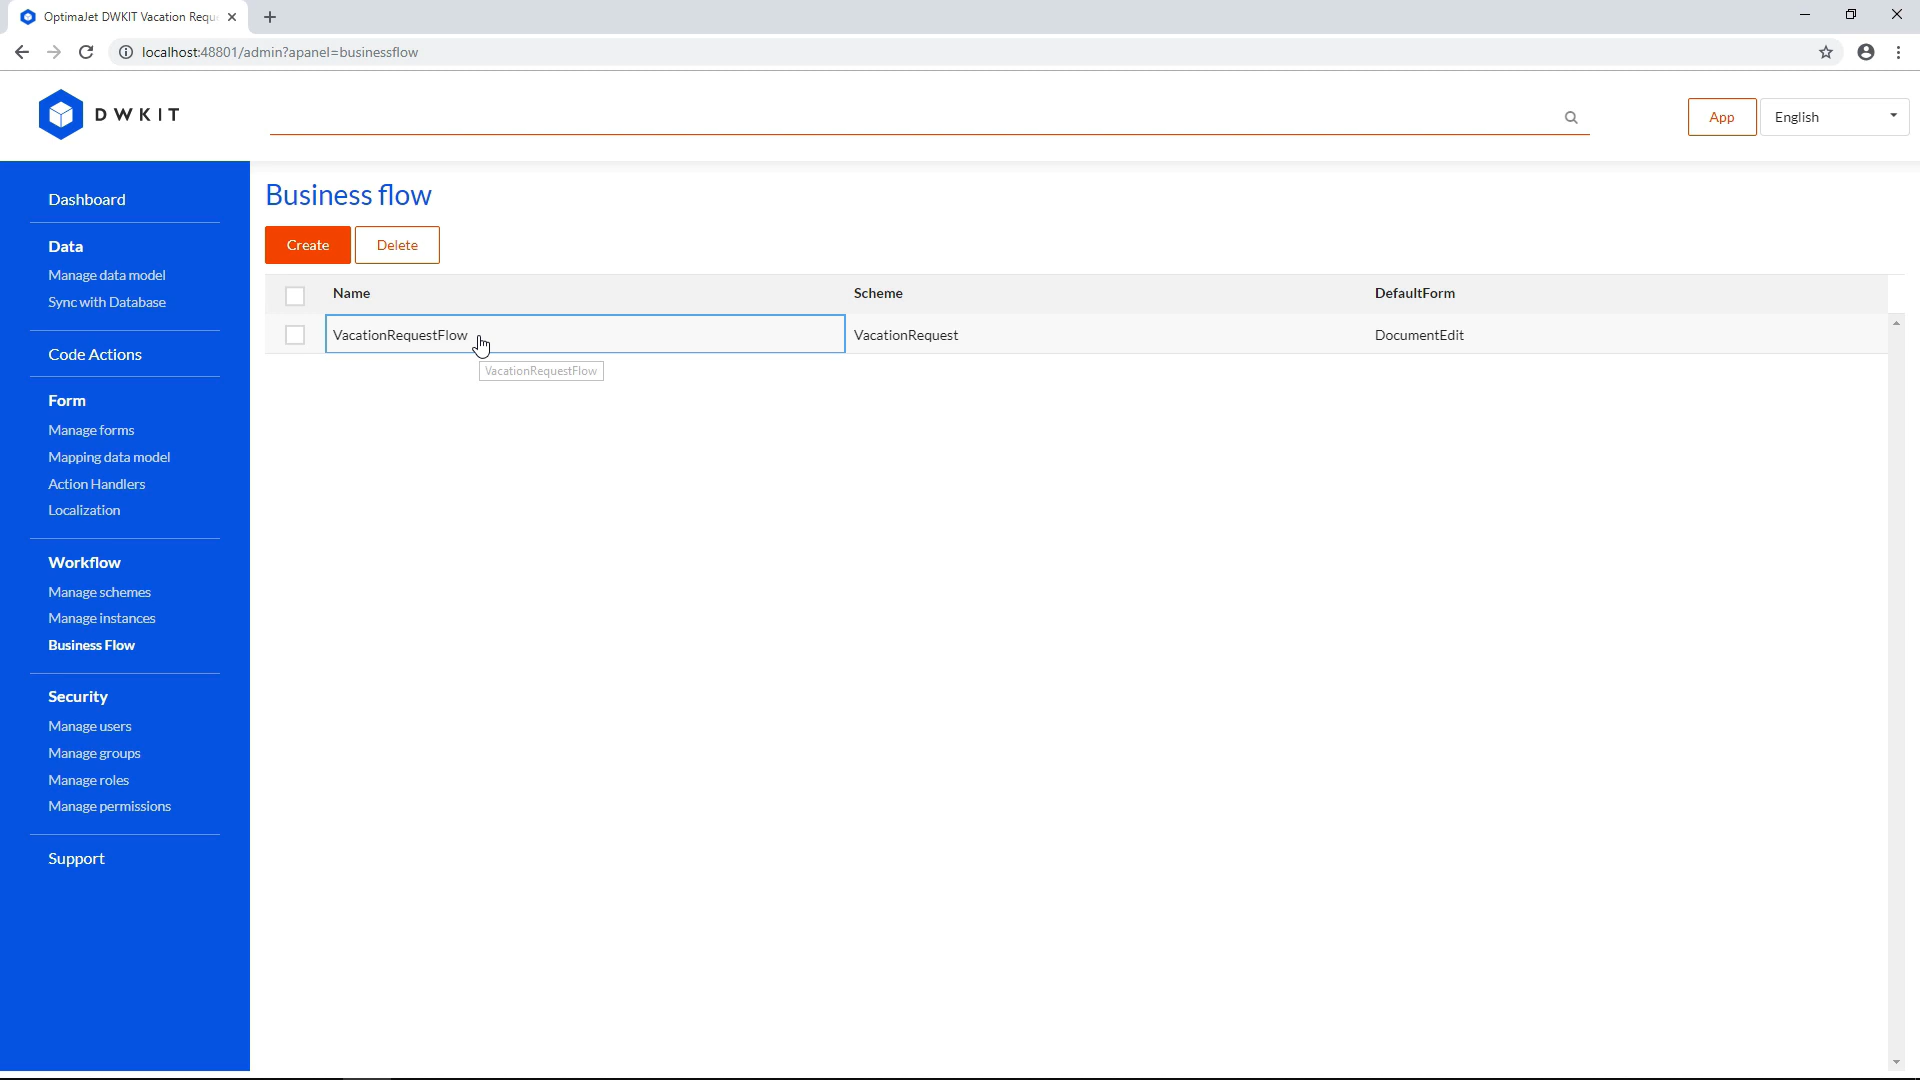 OptimaJet DWKIT Vacation Requ
localhost:48801/admin?apanel=businessflow
DWKIT
App
English
Dashboard
Data
Manage data model
Sync with Database
Code Actions
Form
Manage forms
Mapping data model
Action Handlers
Localization
Workflow
Manage schemes
Manage instances
Business Flow
Security
Manage users
Manage groups
Manage roles
Manage permissions
Support
Business flow
Create Delete
Name Scheme DefaultForm
VacationRequestFlow VacationRequest DocumentEdit
VacationRequestFlow